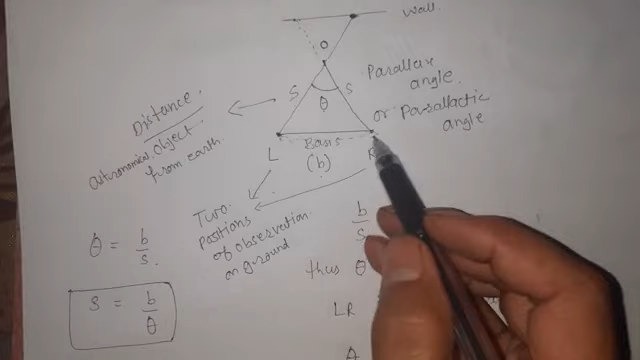 Wall.
O
Parallax
angle.
S
θ
S
or Parallactic
angle
Distance
astronomical object
from earth.
Basis
(b)
L
R
Two
positions
of observation
on ground
θ = b/s.
s = b/θ
b/s
thus θ
LR